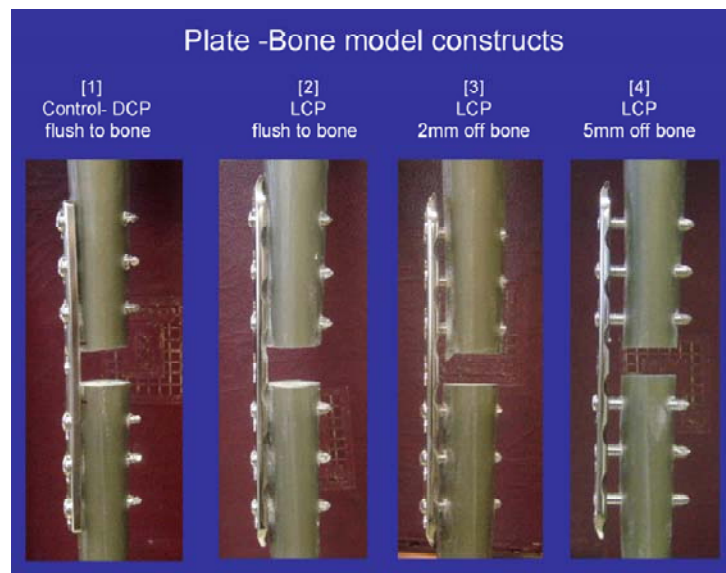 Plate -Bone model constructs
[1]
Control- DCP
flush to bone
[2]
LCP
flush to bone
[3]
LCP
2mm off bone
[4]
LCP
5mm off bone